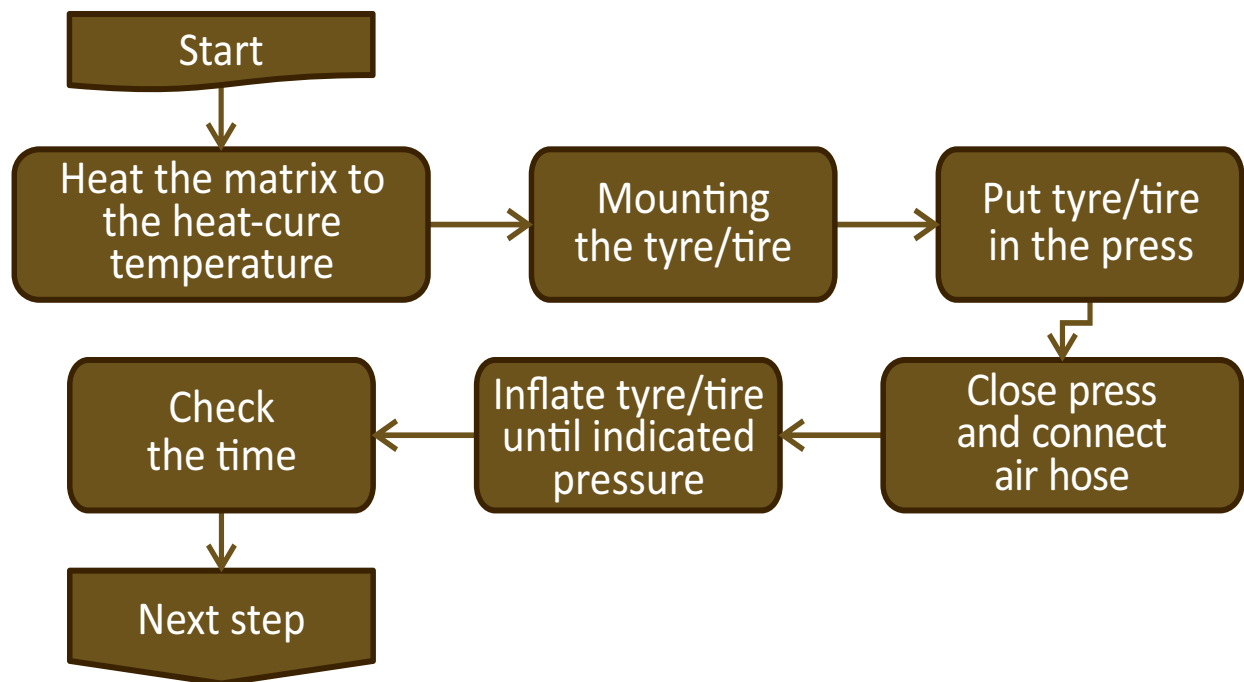 Start
Heat the matrix to
the heat-cure
temperature
Mounting
the tyre/tire
Put tyre/tire
in the press
Close press
and connect
air hose
Inflate tyre/tire
until indicated
pressure
Check
the time
Next step